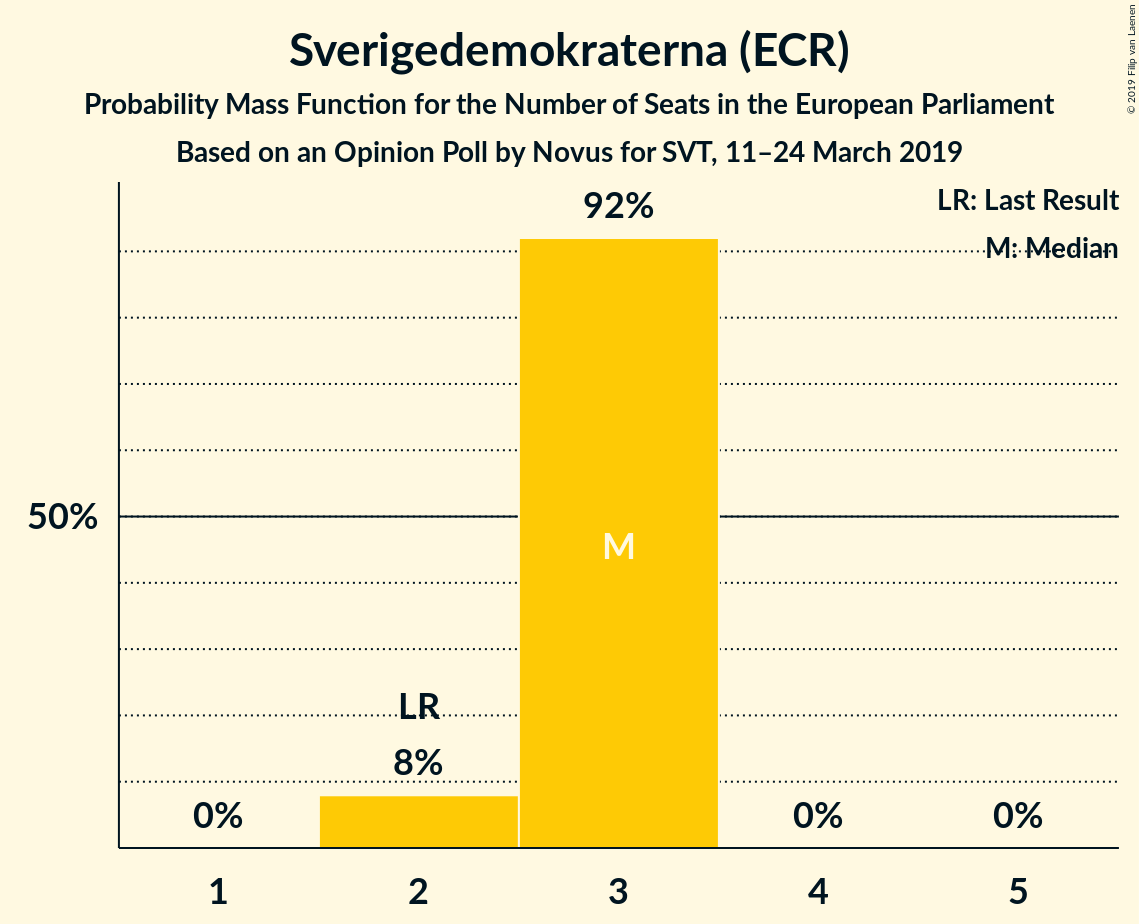 Sverigedemokraterna (ECR)
Probability Mass Function for the Number of Seats in the European Parliament
Based on an Opinion Poll by Novus for SVT, 11–24 March 2019
© 2019 Filip van Laenen
LR: Last Result
M: Median
92%
50%
M
LR
8%
0%
0%
0%
1
2
3
4
5